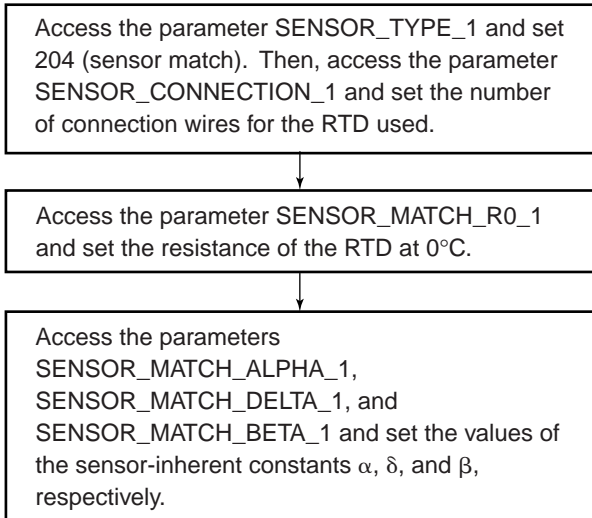 Access the parameter SENSOR_TYPE_1 and set
204 (sensor match). Then, access the parameter
SENSOR_CONNECTION_1 and set the number
of connection wires for the RTD used.
Access the parameter SENSOR_MATCH_R0_1
and set the resistance of the RTD at 0°C.
Access the parameters
SENSOR_MATCH_ALPHA_1,
SENSOR_MATCH_DELTA_1, and
SENSOR_MATCH_BETA_1 and set the values of
the sensor-inherent constants α, δ, and β,
respectively.